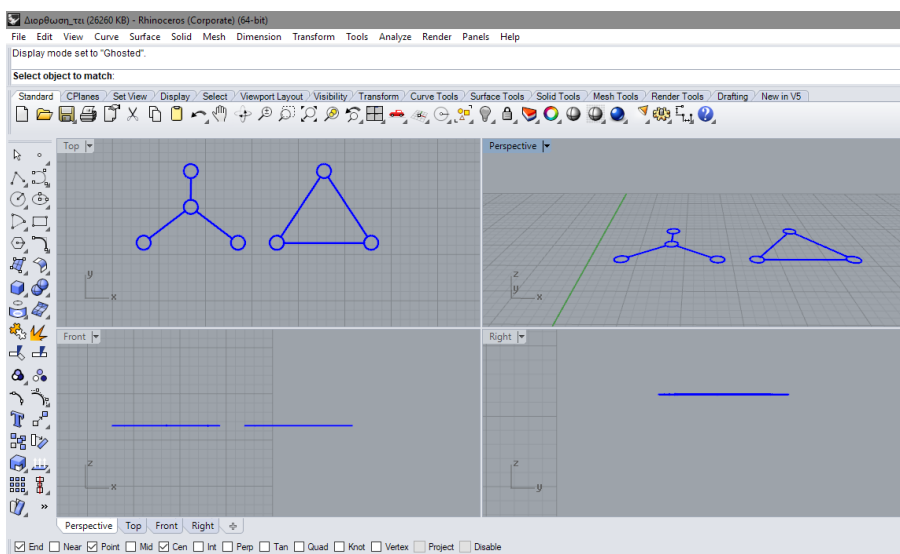 Διορθωση_τει (26260 KB) - Rhinoceros (Corporate) (64-bit)
File Edit View Curve Surface Solid Mesh Dimension Transform Tools Analyze Render Panels Help
Display mode set to "Ghosted".
Select object to match:
Standard CPlanes Set View Display Select Viewport Layout Visibility Transform Curve Tools Surface Tools Solid Tools Mesh Tools Render Tools Drafting New in V5
Top
Perspective
y
x
z
y
x
Front
Right
z
x
z
y
Perspective Top Front Right
End Near Point Mid Cen Int Perp Tan Quad Knot Vertex Project Disable